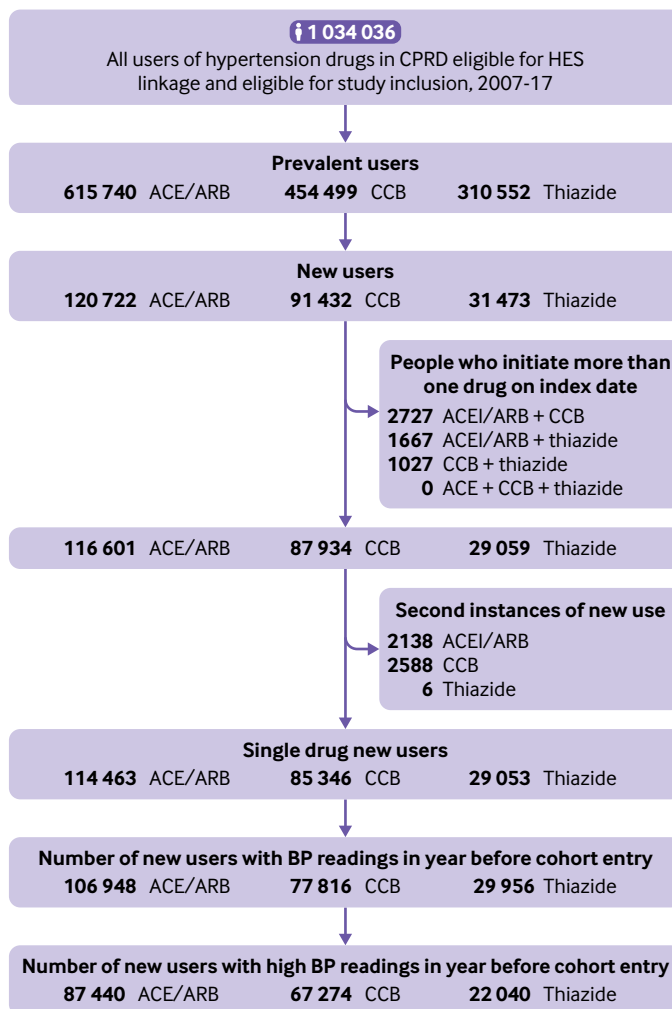 1 034 036
All users of hypertension drugs in CPRD eligible for HES
linkage and eligible for study inclusion, 2007-17
Prevalent users
615 740 ACE/ARB 454 499 CCB 310 552 Thiazide
New users
120 722 ACE/ARB 91 432 CCB 31 473 Thiazide
People who initiate more than
one drug on index date
2727 ACEI/ARB + CCB
1667 ACEI/ARB + thiazide
1027 CCB + thiazide
0 ACE + CCB + thiazide
116 601 ACE/ARB 87 934 CCB 29 059 Thiazide
Second instances of new use
2138 ACEI/ARB
2588 CCB
6 Thiazide
Single drug new users
114 463 ACE/ARB 85 346 CCB 29 053 Thiazide
Number of new users with BP readings in year before cohort entry
106 948 ACE/ARB 77 816 CCB 29 956 Thiazide
Number of new users with high BP readings in year before cohort entry
87 440 ACE/ARB 67 274 CCB 22 040 Thiazide